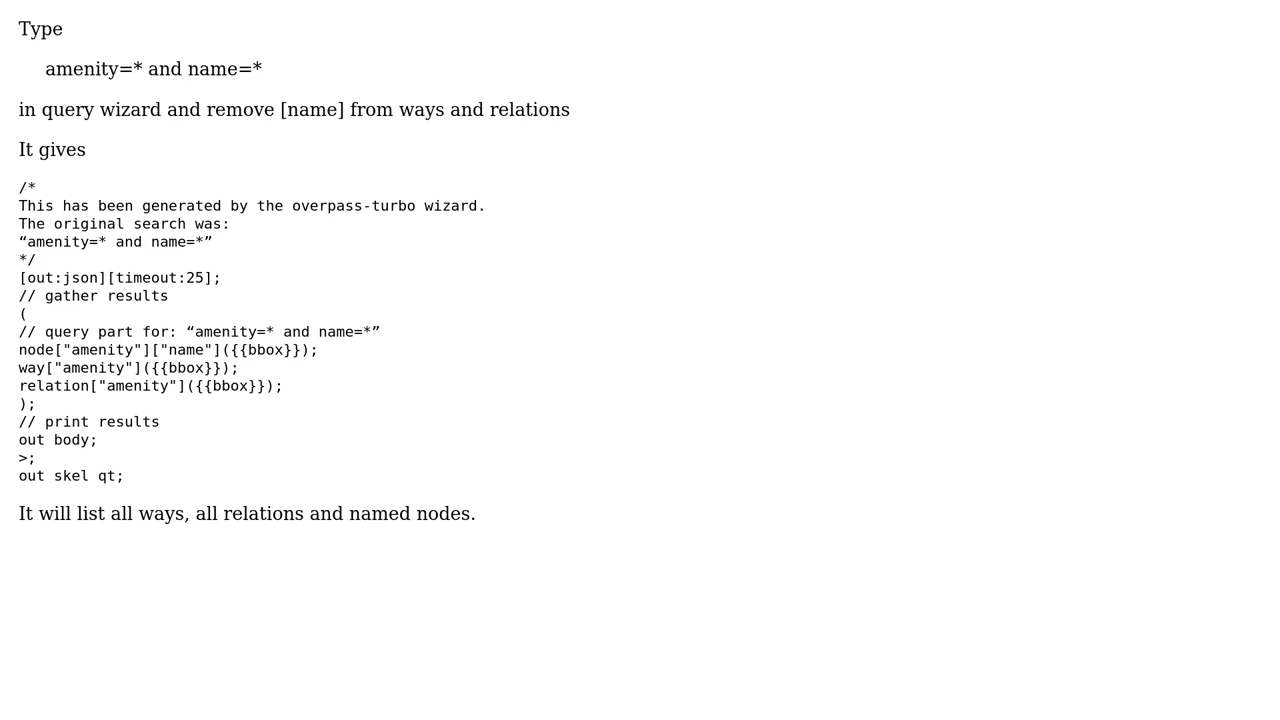 Type
amenity=* and name=*
in query wizard and remove [name] from ways and relations
It gives
/*
This has been generated by the overpass-turbo wizard.
The original search was:
“amenity=* and name=*”
*/
[out:json][timeout:25];
// gather results
(
// query part for: “amenity=* and name=*”
node["amenity"]["name"]({{bbox}});
way["amenity"]({{bbox}});
relation["amenity"]({{bbox}});
);
// print results
out body;
>;
out skel qt;
It will list all ways, all relations and named nodes.